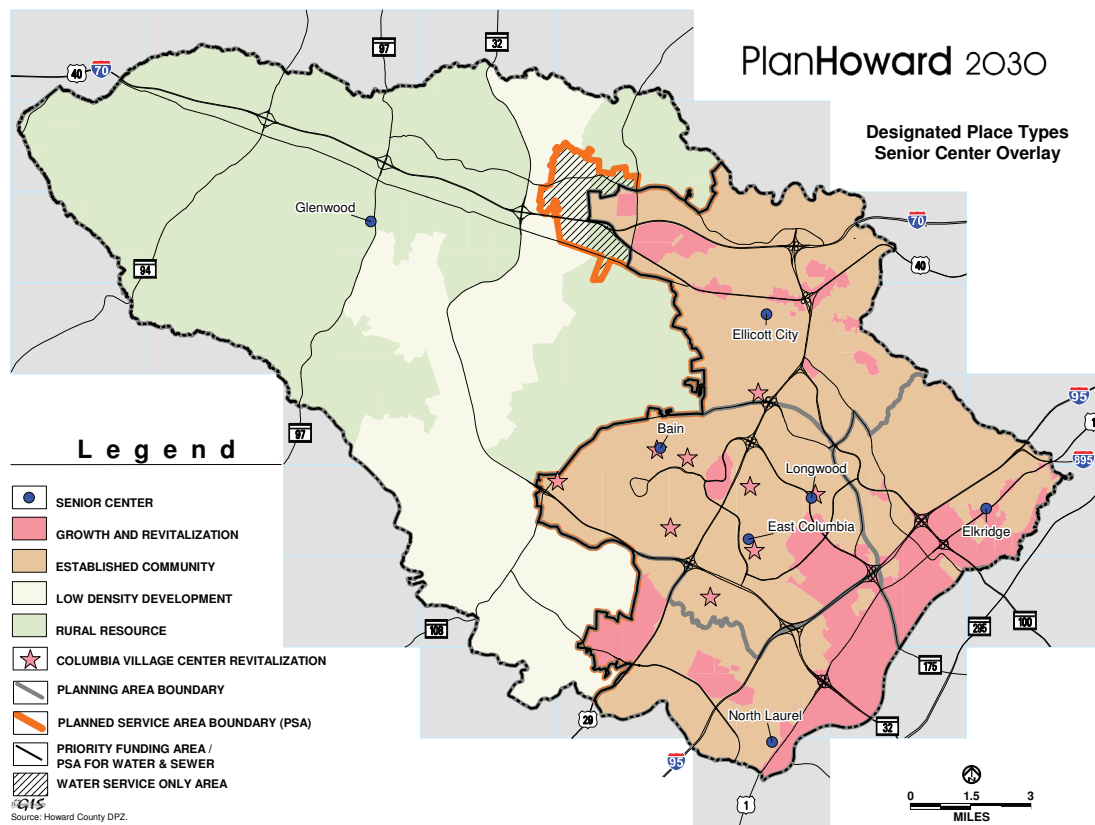 PlanHoward 2030
Designated Place Types
Senior Center Overlay
97
32
40
70
Glenwood
94
70
40
Ellicott City
97
95
1
895
Bain
Longwood
East Columbia
Elkridge
108
295
100
175
North Laurel
29
32
95
1
Legend
SENIOR CENTER
GROWTH AND REVITALIZATION
ESTABLISHED COMMUNITY
LOW DENSITY DEVELOPMENT
RURAL RESOURCE
COLUMBIA VILLAGE CENTER REVITALIZATION
PLANNING AREA BOUNDARY
PLANNED SERVICE AREA BOUNDARY (PSA)
PRIORITY FUNDING AREA /
PSA FOR WATER & SEWER
WATER SERVICE ONLY AREA
GIS
Source: Howard County DPZ.
0 1.5 3
MILES